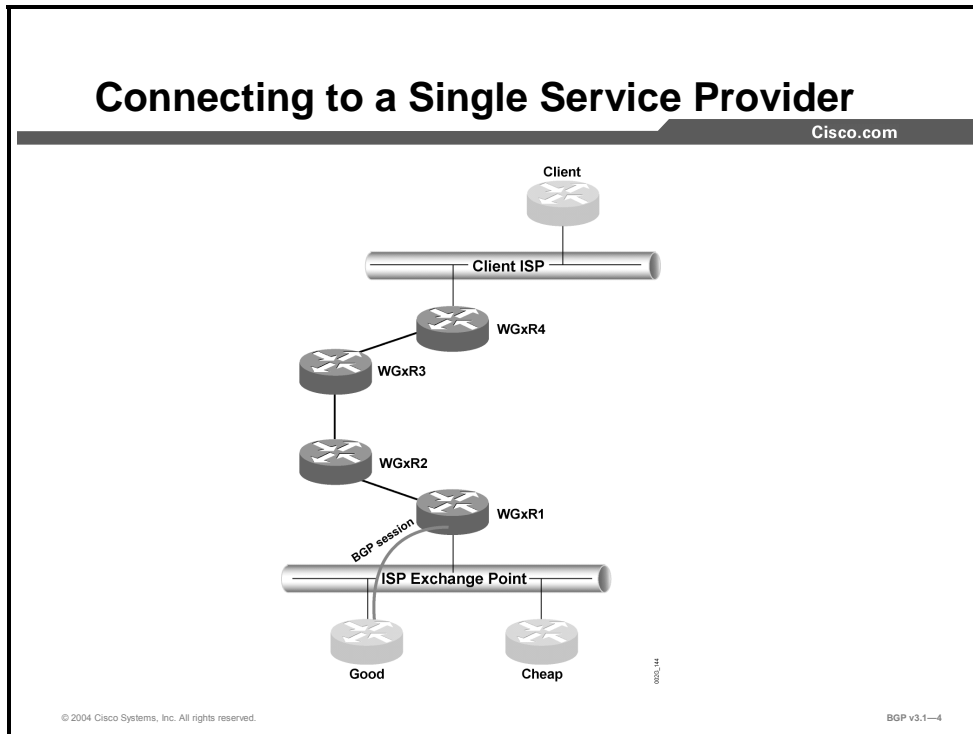 Connecting to a Single Service Provider
Cisco.com
Client
Client ISP
WGxR4
WGxR3
WGxR2
WGxR1
BGP session
ISP Exchange Point
Good
Cheap
002G_144
© 2004 Cisco Systems, Inc. All rights reserved.
BGP v3.1—4